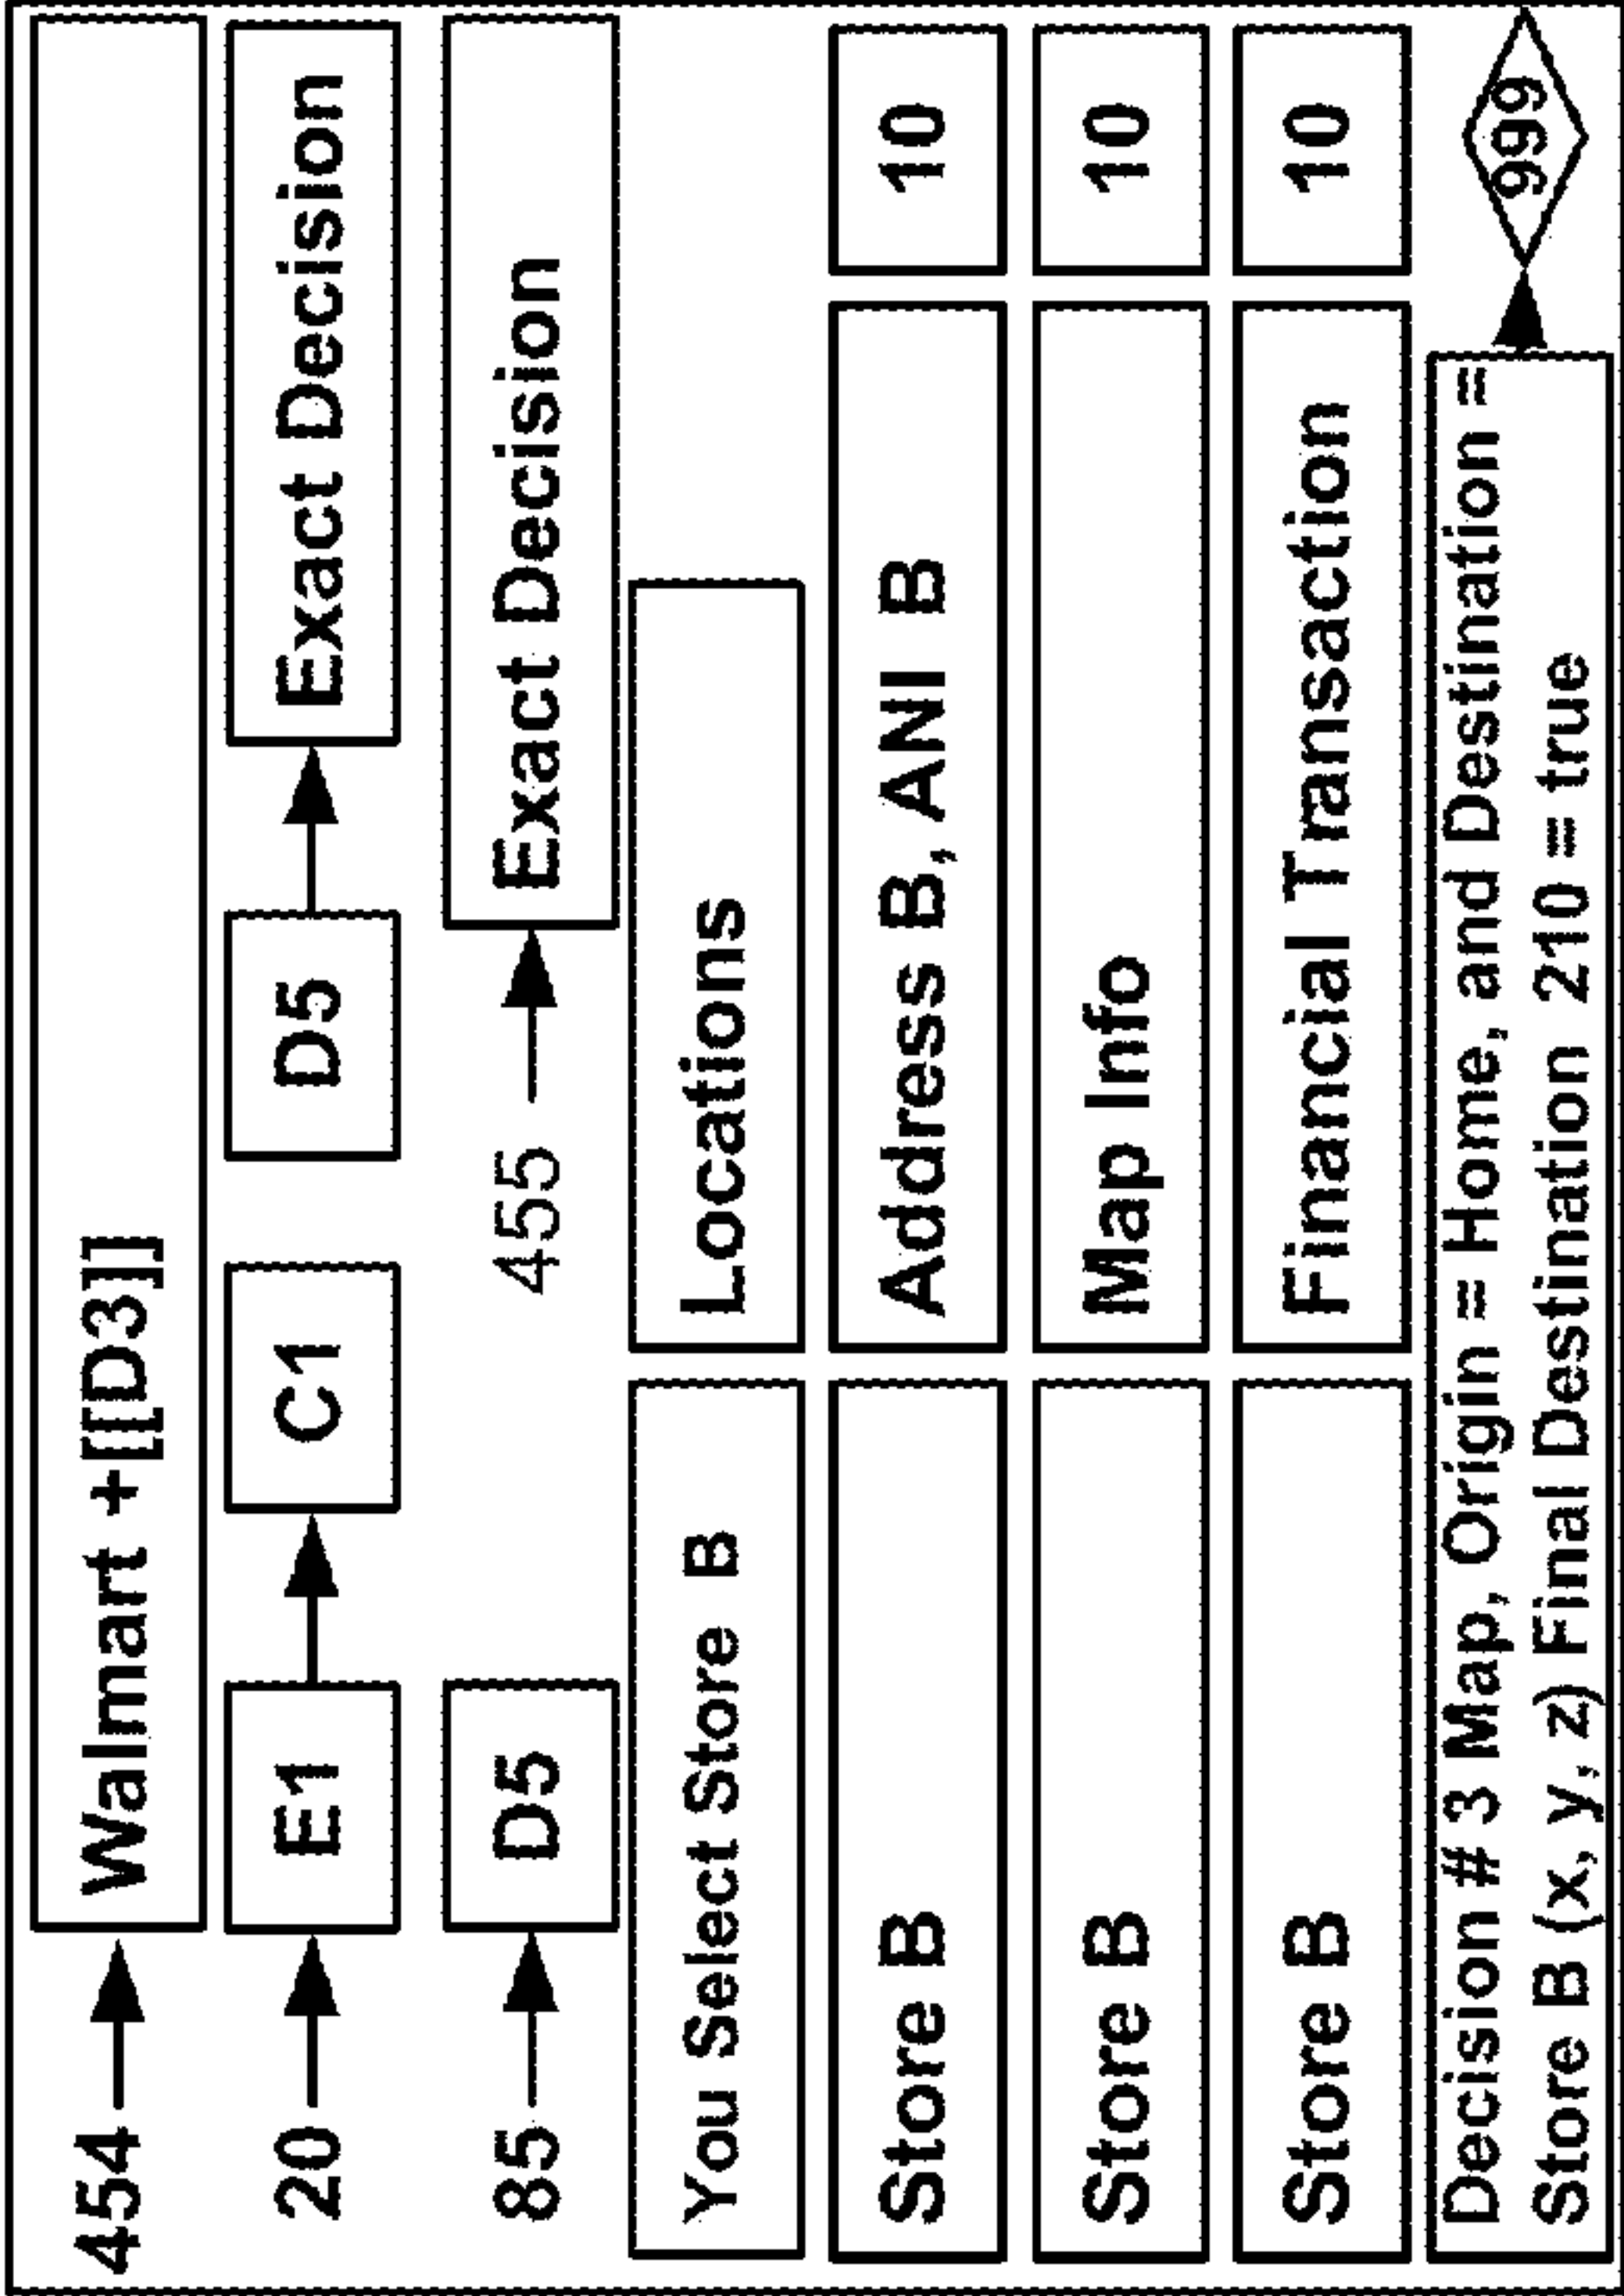 454 Walmart +[[D3]]
20 E1 C1 D5 Exact Decision
85 D5 455 Exact Decision
You Select Store B Locations
Store B Address B, ANI B 10
Store B Map Info 10
Store B Financial Transaction 10
Decision # 3 Map, Origin = Home, and Destination =
Store B (x, y, z) Final Destination 210 = true
999